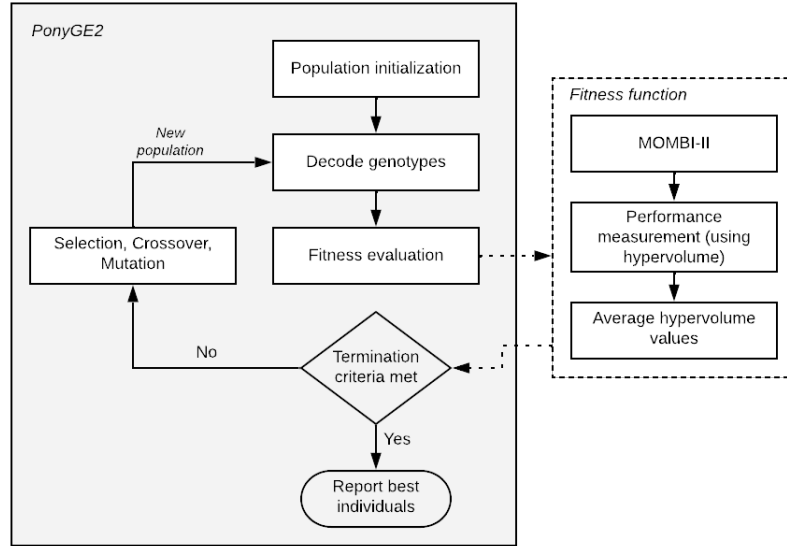 PonyGE2
Population initialization
New
population
Decode genotypes
Selection, Crossover,
Mutation
Fitness evaluation
No
Termination
criteria met
Yes
Report best
individuals
Fitness function
MOMBI-II
Performance
measurement (using
hypervolume)
Average hypervolume
values